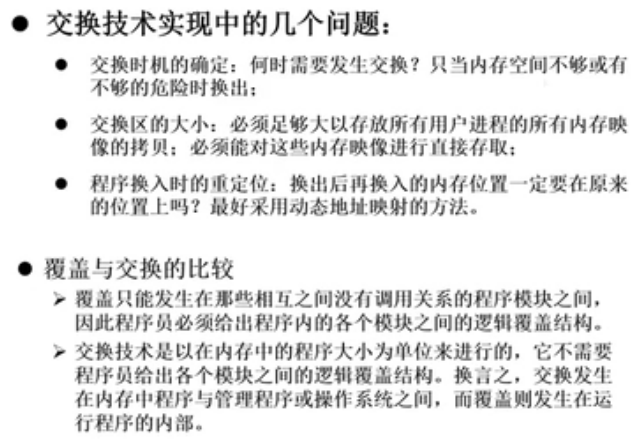 ● 交换技术实现中的几个问题：
● 交换时机的确定：何时需要发生交换？只当内存空间不够或有
不够的危险时换出；
● 交换区的大小：必须足够大以存放所有用户进程的所有内存映
像的拷贝；必须能对这些内存映像进行直接存取；
● 程序换入时的重定位：换出后再换入的内存位置一定要在原来
的位置上吗？最好采用动态地址映射的方法。
● 覆盖与交换的比较
➢ 覆盖只能发生在那些相互之间没有调用关系的程序模块之间，
因此程序员必须给出程序内的各个模块之间的逻辑覆盖结构。
➢ 交换技术是以在内存中的程序大小为单位来进行的，它不需要
程序员给出各个模块之间的逻辑覆盖结构。换言之，交换发生
在内存中程序与管理程序或操作系统之间，而覆盖则发生在运
行程序的内部。